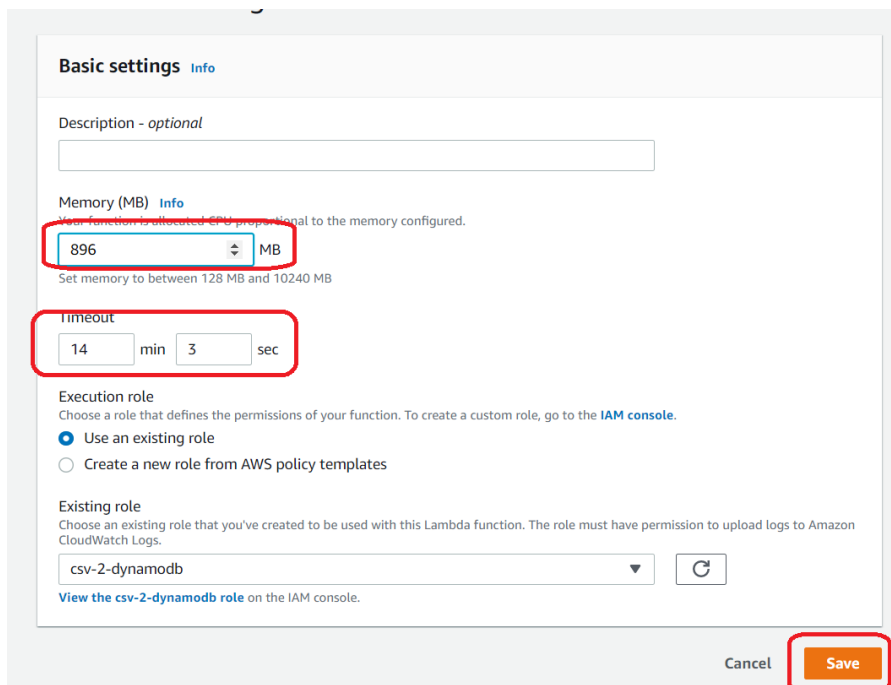 Basic settings Info
Description - optional
Memory (MB) Info
Your function is allocated CPU proportional to the memory configured.
896 MB
Set memory to between 128 MB and 10240 MB
Timeout
14 min 3 sec
Execution role
Choose a role that defines the permissions of your function. To create a custom role, go to the IAM console.
Use an existing role
Create a new role from AWS policy templates
Existing role
Choose an existing role that you've created to be used with this Lambda function. The role must have permission to upload logs to Amazon
CloudWatch Logs.
csv-2-dynamodb
View the csv-2-dynamodb role on the IAM console.
Cancel Save